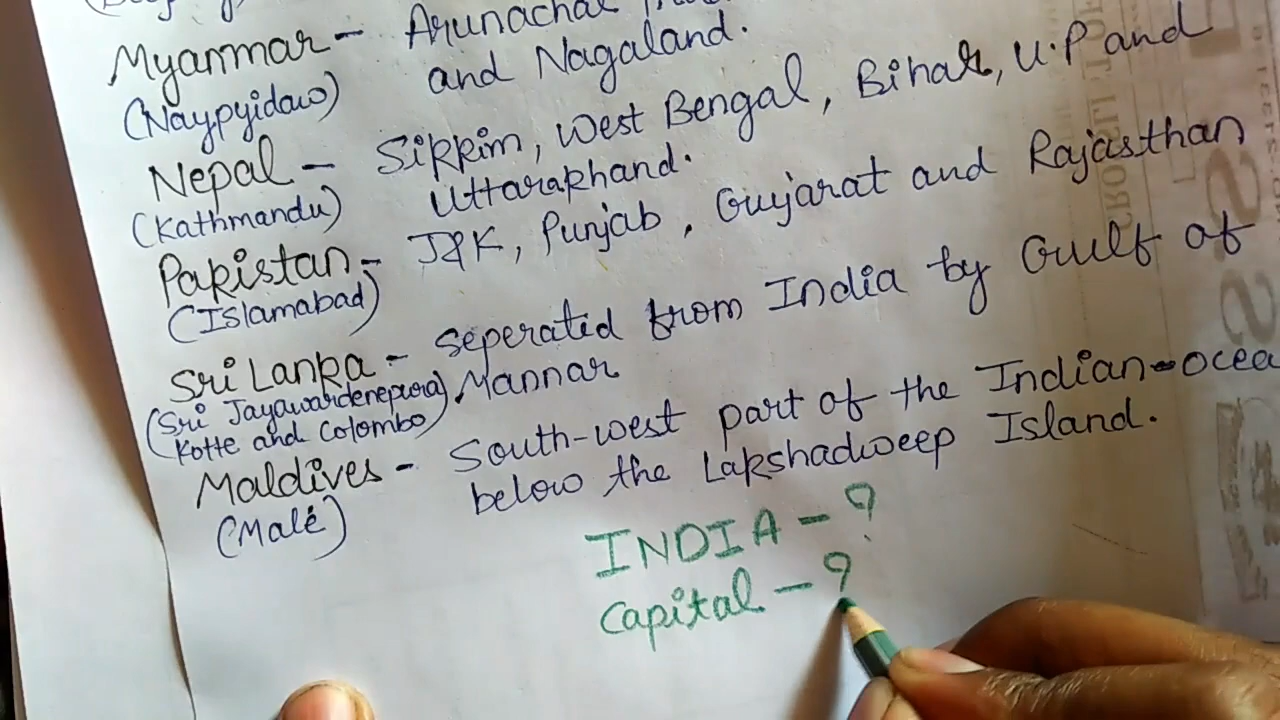 Myanmar - Arunachal
(Naypyidaw) and Nagaland.
Nepal - Sikkim, West Bengal, Bihar, U.P and
(Kathmandu) Uttarakhand.
Pakistan - J&K, Punjab, Gujarat and Rajasthan
(Islamabad)
Sri Lanka - seperated from India by Gulf of
(Sri Jayawardenepura Mannar
Kotte and Colombo)
Maldives - South-west part of the Indian-ocea
(Malé) below the Lakshadweep Island.
INDIA - ?
Capital - ?